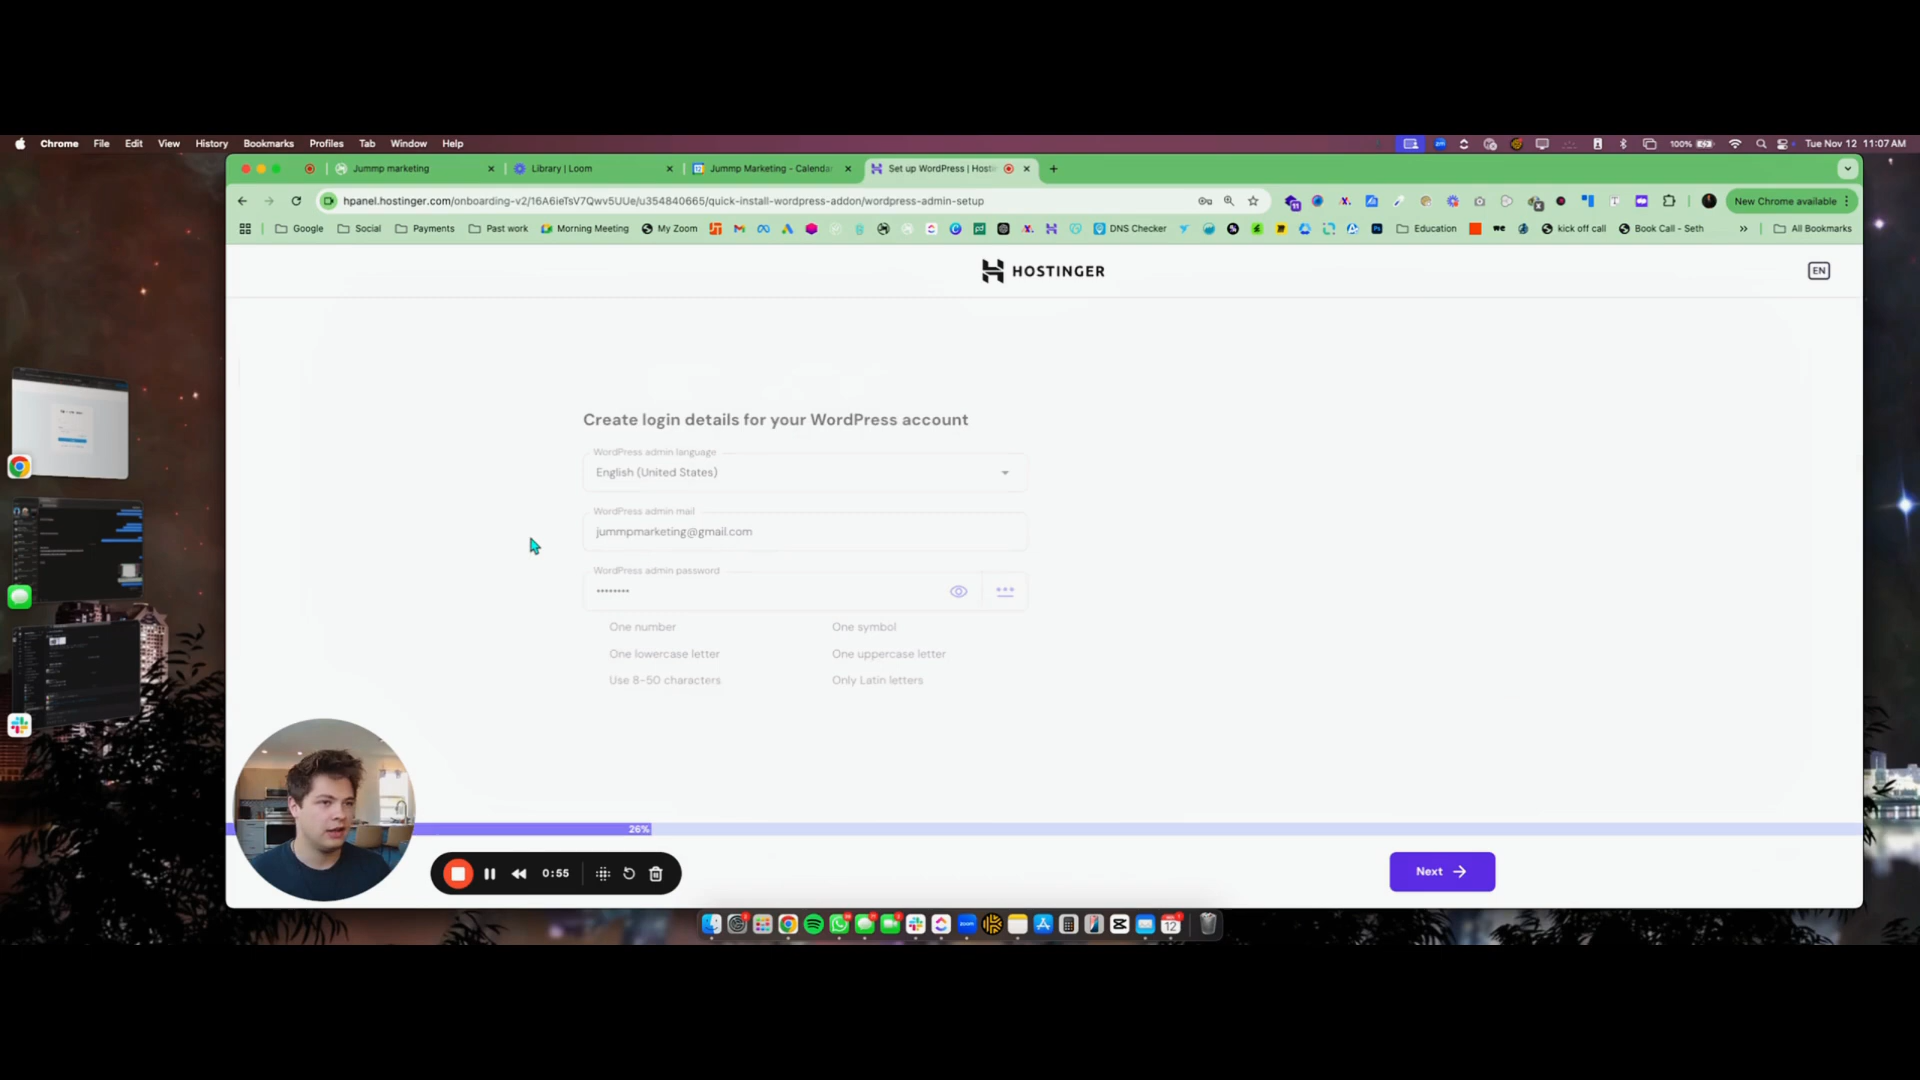 Chrome File Edit View History Bookmarks Profiles Tab Window Help 100% Tue Nov 12 11:07 AM
Jummp marketing Library | Loom Jummp Marketing - Calendar Set up WordPress | Hosti
hpanel.hostinger.com/onboarding-v2/16A6ieTsV7Qwv5UUe/u354840665/quick-install-wordpress-addon/wordpress-admin-setup New Chrome available
Google Social Payments Past work Morning Meeting My Zoom DNS Checker Education we kick off call Book Call - Seth All Bookmarks
HOSTINGER
EN
Create login details for your WordPress account
WordPress admin language
English (United States)
WordPress admin mail
jummpmarketing@gmail.com
WordPress admin password
••••••••
One number One symbol
One lowercase letter One uppercase letter
Use 8-50 characters Only Latin letters
26%
0:55
Next
zoom
12